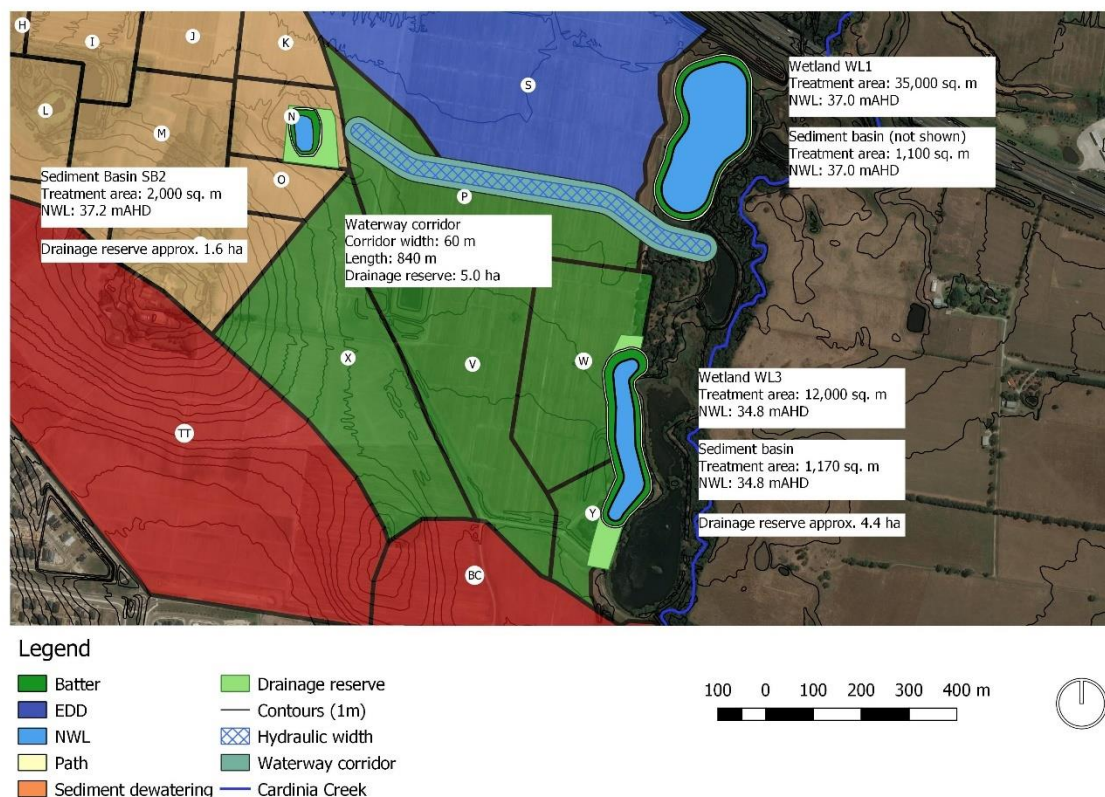 H
I
J
K
L
M
N
O
P
S
Wetland WL1
Treatment area: 35,000 sq. m
NWL: 37.0 mAHD
Sediment basin (not shown)
Treatment area: 1,100 sq. m
NWL: 37.0 mAHD
Sediment Basin SB2
Treatment area: 2,000 sq. m
NWL: 37.2 mAHD
Drainage reserve approx. 1.6 ha
Waterway corridor
Corridor width: 60 m
Length: 840 m
Drainage reserve: 5.0 ha
X
V
W
TT
Y
BC
Wetland WL3
Treatment area: 12,000 sq. m
NWL: 34.8 mAHD
Sediment basin
Treatment area: 1,170 sq. m
NWL: 34.8 mAHD
Drainage reserve approx. 4.4 ha
Legend
Batter
EDD
NWL
Path
Sediment dewatering
Drainage reserve
Contours (1m)
Hydraulic width
Waterway corridor
Cardinia Creek
100 0 100 200 300 400 m